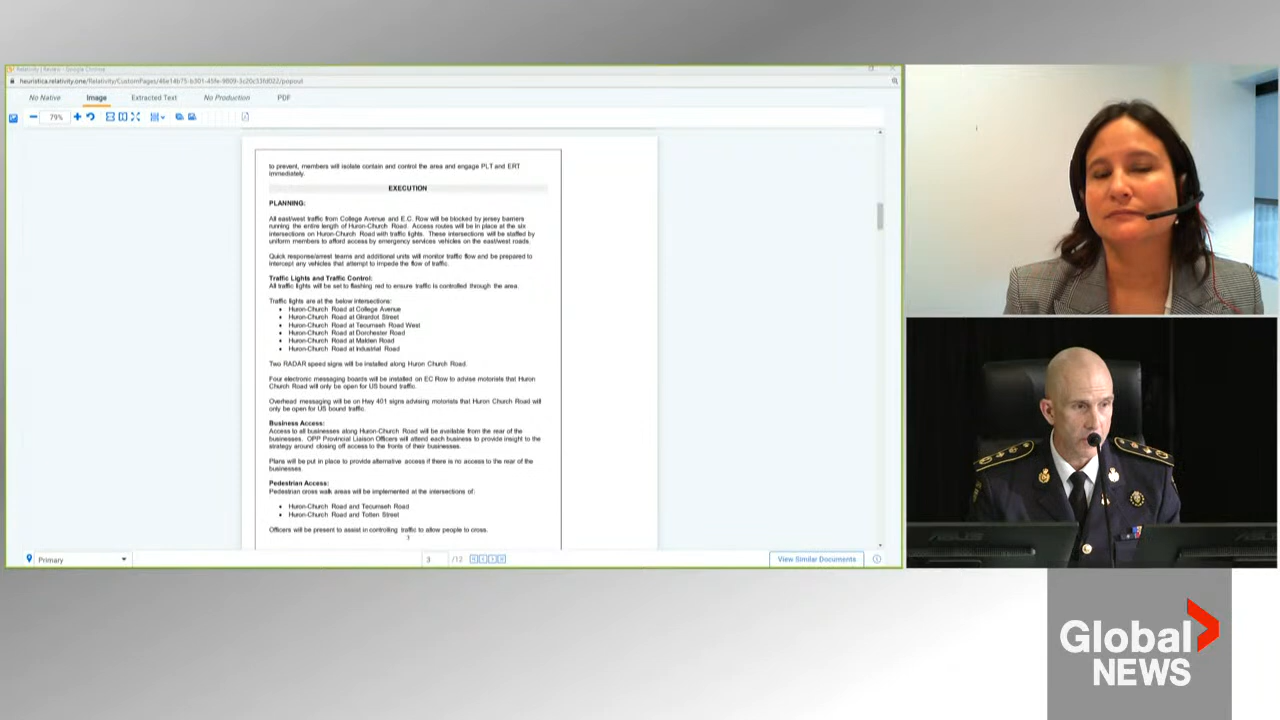 Relativity | Review - Google Chrome
No Native
Image
Extracted Text
No Production
PDF
79%
to prevent, members will isolate contain and control the area and engage PLT and ERT
immediately.
EXECUTION
PLANNING:
All east/west traffic from College Avenue and E.C. Row will be blocked by jersey barriers
running the entire length of Huron-Church Road. Access routes will be in place at the six
intersections on Huron-Church Road with traffic lights. These intersections will be staffed by
uniform members to afford access by emergency services vehicles on the east/west roads.
Quick response/arrest teams and additional units will monitor traffic flow and be prepared to
intercept any vehicles that attempt to impede the flow of traffic.
Traffic Lights and Traffic Control:
All traffic lights will be set to flashing red to ensure traffic is controlled through the area.
Traffic lights are at the below intersections:
• Huron-Church Road at College Avenue
• Huron-Church Road at Girardot Street
• Huron-Church Road at Tecumseh Road West
• Huron-Church Road at Dorchester Road
• Huron-Church Road at Malden Road
• Huron-Church Road at Industrial Road
Two RADAR speed signs will be installed along Huron Church Road.
Four electronic messaging boards will be installed on EC Row to advise motorists that Huron
Church Road will only be open for US bound traffic.
Overhead messaging will be on Hwy 401 signs advising motorists that Huron Church Road will
only be open for US bound traffic.
Business Access:
Access to all businesses along Huron-Church Road will be available from the rear of the
businesses. OPP Provincial Liaison Officers will attend each business to provide insight to the
strategy around closing off access to the fronts of their businesses.
Plans will be put in place to provide alternative access if there is no access to the rear of the
businesses.
Pedestrian Access:
Pedestrian cross walk areas will be implemented at the intersections of:
• Huron-Church Road and Tecumseh Road
• Huron-Church Road and Totten Street
Officers will be present to assist in controlling traffic to allow people to cross.
3
Primary
3 /12
View Similar Documents
ASUS
ASUS
Global
NEWS